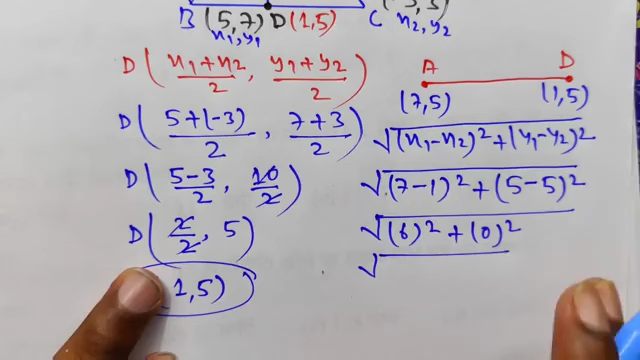 B (5,7) D(1,5) C
x₁,y₁ x₂,y₂
D( (x₁+x₂)/2 , (y₁+y₂)/2 )
D( (5+(-3))/2 , (7+3)/2 )
D( (5-3)/2 , 10/2 )
D( 2/2 , 5)
1,5)
A D
(7,5) (1,5)
√((x₁-x₂)²+(y₁-y₂)²
√((7-1)²+(5-5)²
√((6)²+(0)²
√